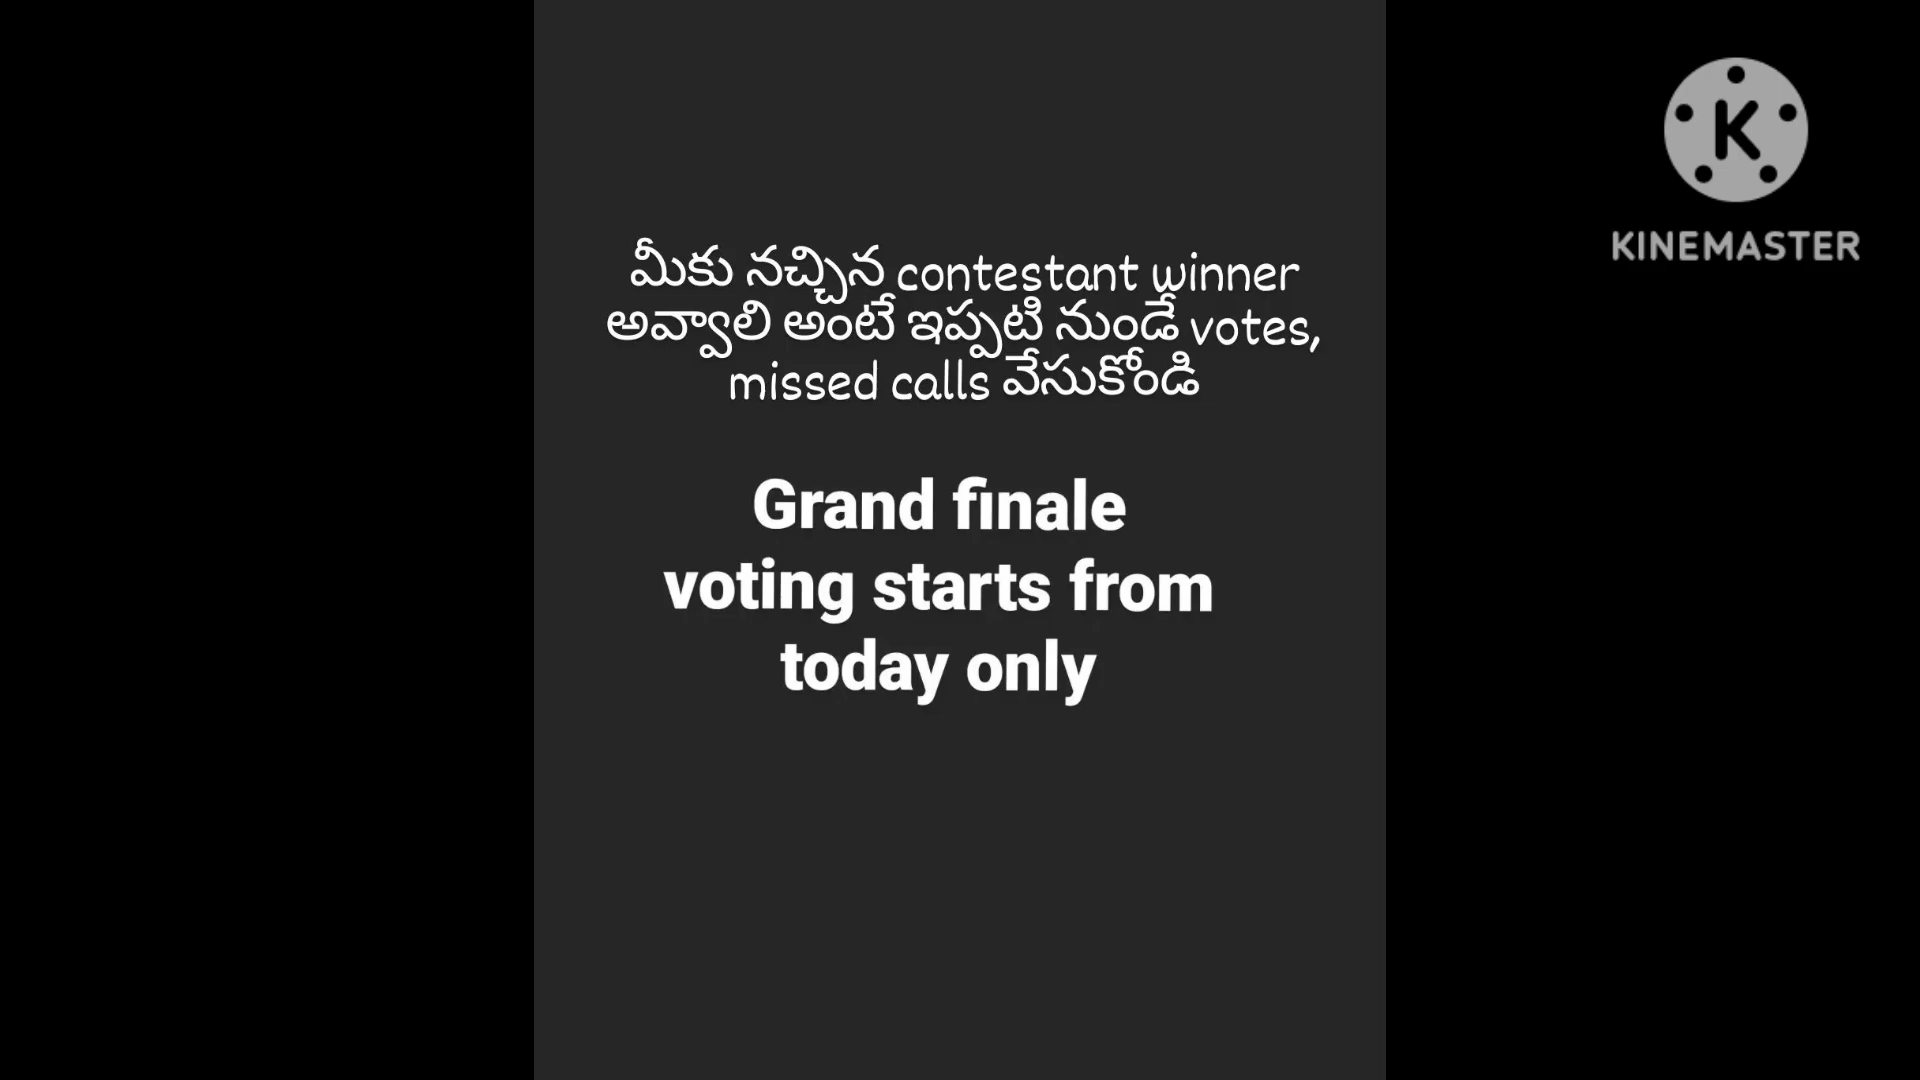 మీకు నచ్చిన contestant winner
అవ్వాలి అంటే ఇప్పటి నుండే votes,
missed calls వేసుకోండి
Grand finale
voting starts from
today only
K
KINEMASTER